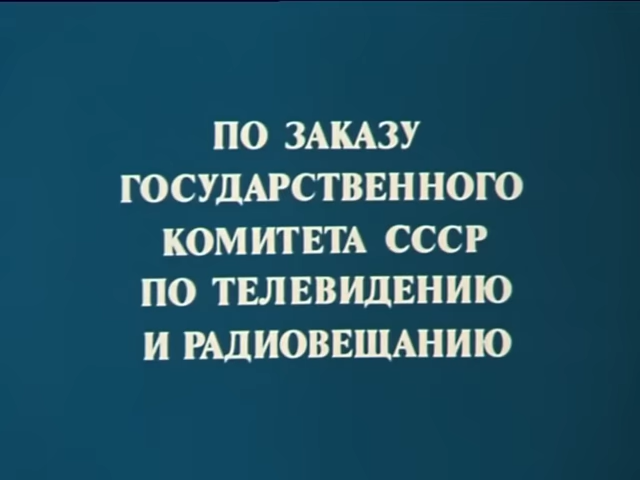 ПО ЗАКАЗУ
ГОСУДАРСТВЕННОГО
КОМИТЕТА СССР
ПО ТЕЛЕВИДЕНИЮ
И РАДИОВЕЩАНИЮ